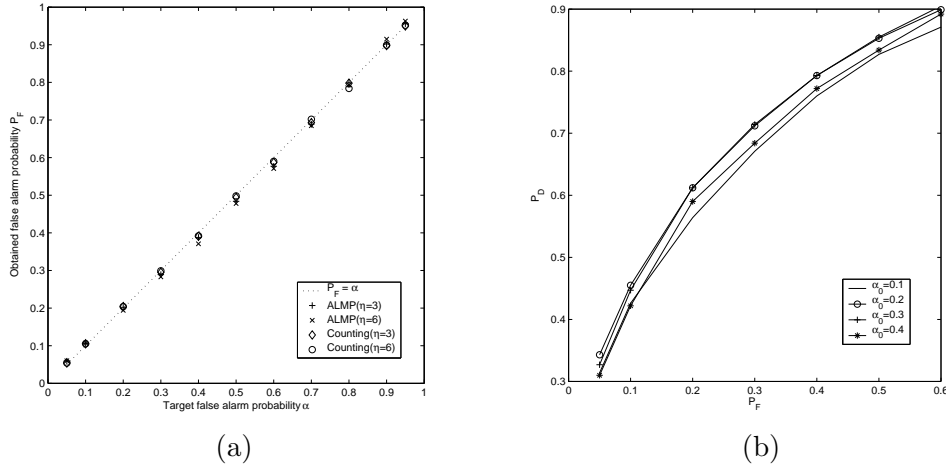 1
0.9
0.8
0.7
0.6
0.5
0.4
0.3
0.2
0.1
0
0 0.1 0.2 0.3 0.4 0.5 0.6 0.7 0.8 0.9 1
Obtained false alarm probability P_F
Target false alarm probability α
P_F = α
ALMP(η=3)
ALMP(η=6)
Counting(η=3)
Counting(η=6)
(a)
0.9
0.8
0.7
0.6
0.5
0.4
0.3
0 0.1 0.2 0.3 0.4 0.5 0.6
P_D
P_F
α_0=0.1
α_0=0.2
α_0=0.3
α_0=0.4
(b)